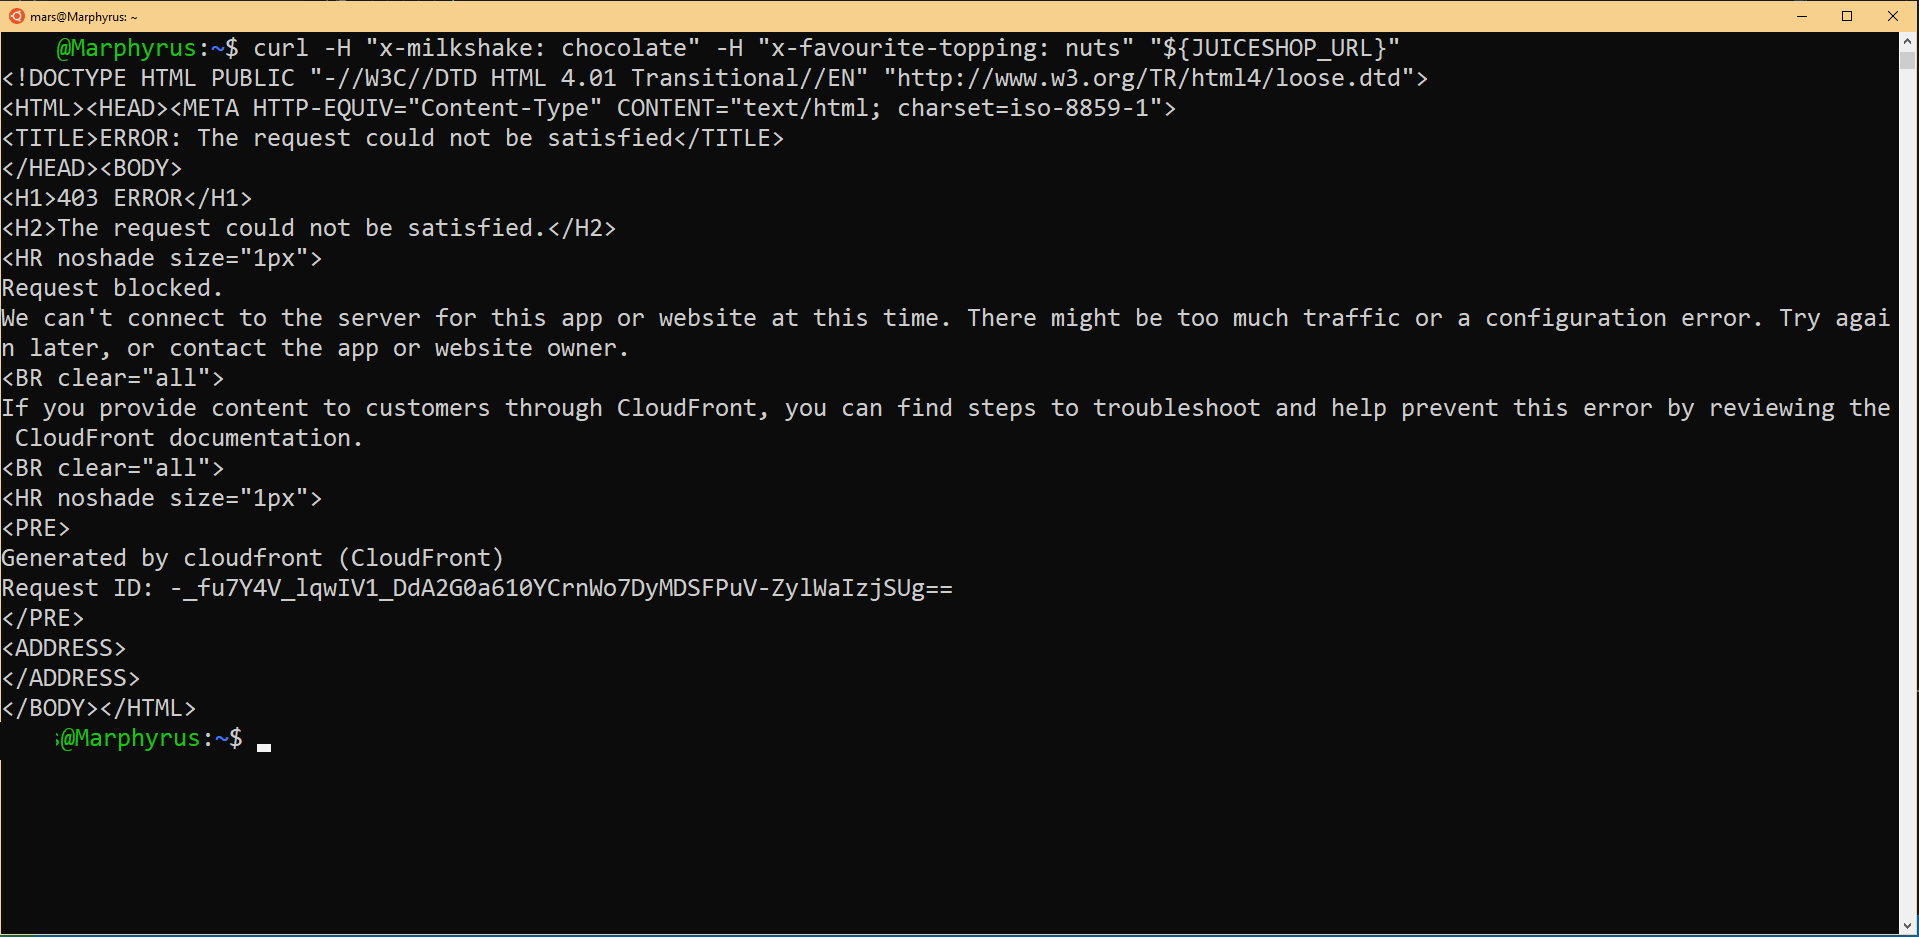 mars@Marphyrus: ~
@Marphyrus:~$ curl -H "x-milkshake: chocolate" -H "x-favourite-topping: nuts" "${JUICESHOP_URL}"
<!DOCTYPE HTML PUBLIC "-//W3C//DTD HTML 4.01 Transitional//EN" "http://www.w3.org/TR/html4/loose.dtd">
<HTML><HEAD><META HTTP-EQUIV="Content-Type" CONTENT="text/html; charset=iso-8859-1">
<TITLE>ERROR: The request could not be satisfied</TITLE>
</HEAD><BODY>
<H1>403 ERROR</H1>
<H2>The request could not be satisfied.</H2>
<HR noshade size="1px">
Request blocked.
We can't connect to the server for this app or website at this time. There might be too much traffic or a configuration error. Try agai
n later, or contact the app or website owner.
<BR clear="all">
If you provide content to customers through CloudFront, you can find steps to troubleshoot and help prevent this error by reviewing the
 CloudFront documentation.
<BR clear="all">
<HR noshade size="1px">
<PRE>
Generated by cloudfront (CloudFront)
Request ID: -_fu7Y4V_lqwIV1_DdA2G0a610YCrnWo7DyMDSFPuV-ZylWaIzjSUg==
</PRE>
<ADDRESS>
</ADDRESS>
</BODY></HTML>
s@Marphyrus:~$